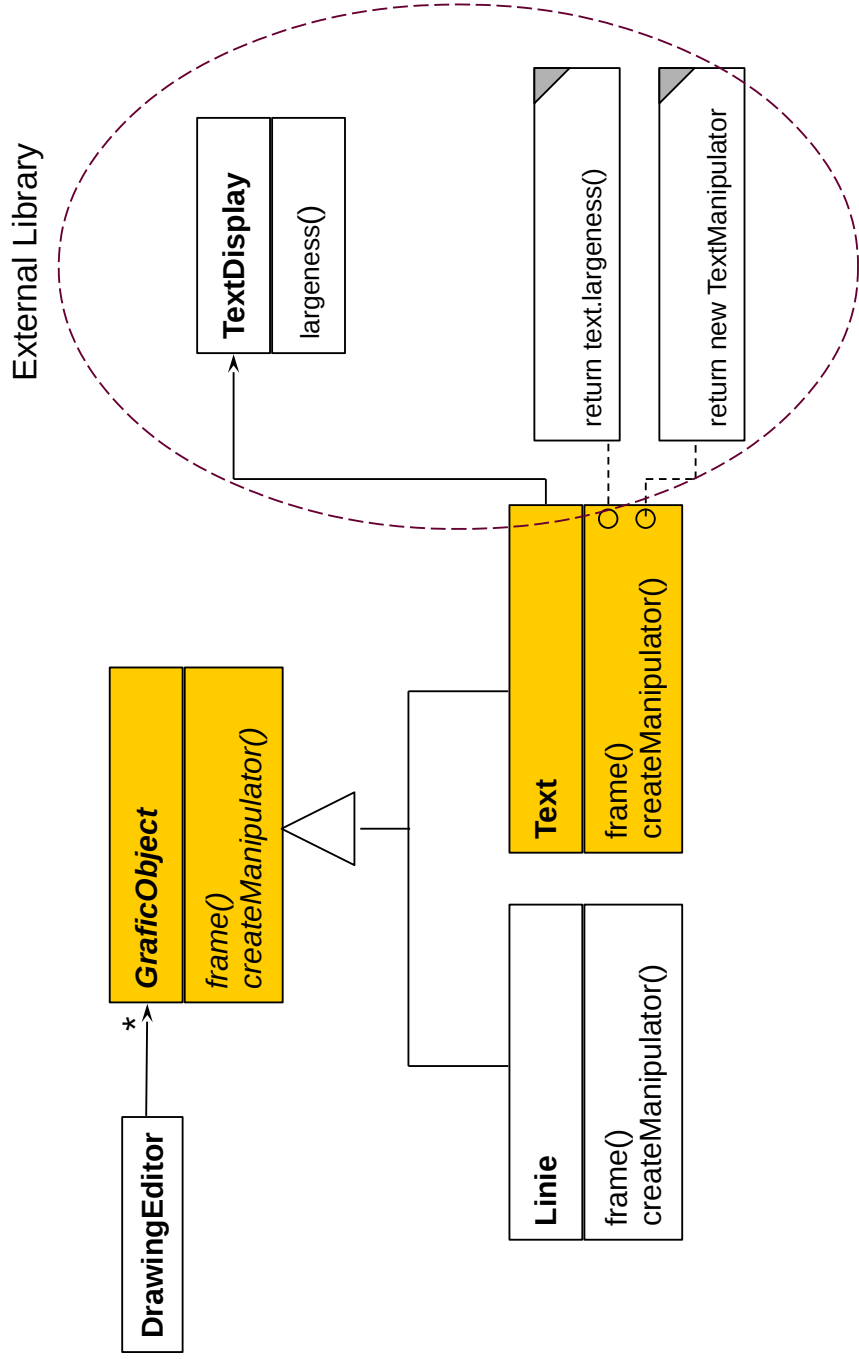 External Library
DrawingEditor
*
GraficObject
frame()
createManipulator()
TextDisplay
largeness()
Linie
frame()
createManipulator()
Text
frame()
createManipulator()
return text.largeness()
return new TextManipulator